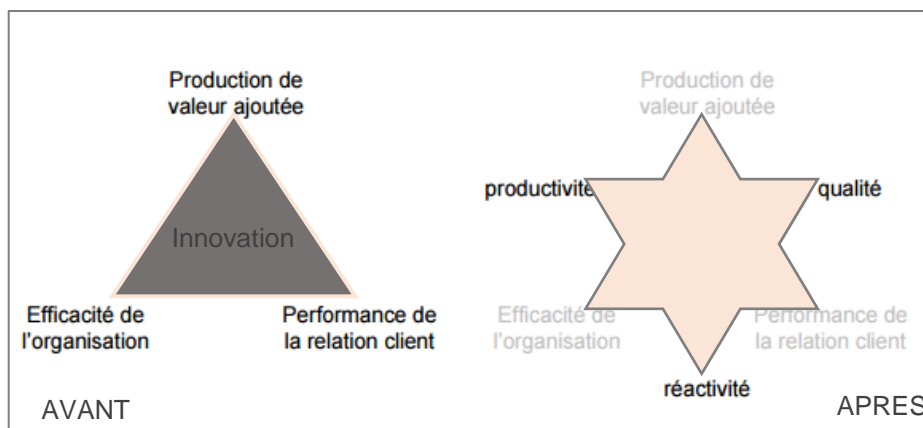 Production de
valeur ajoutée
Innovation
Efficacité de
l'organisation
Performance de
la relation client
AVANT
Production de
valeur ajoutée
productivité
qualité
Efficacité de
l'organisation
Performance de
la relation client
réactivité
APRES